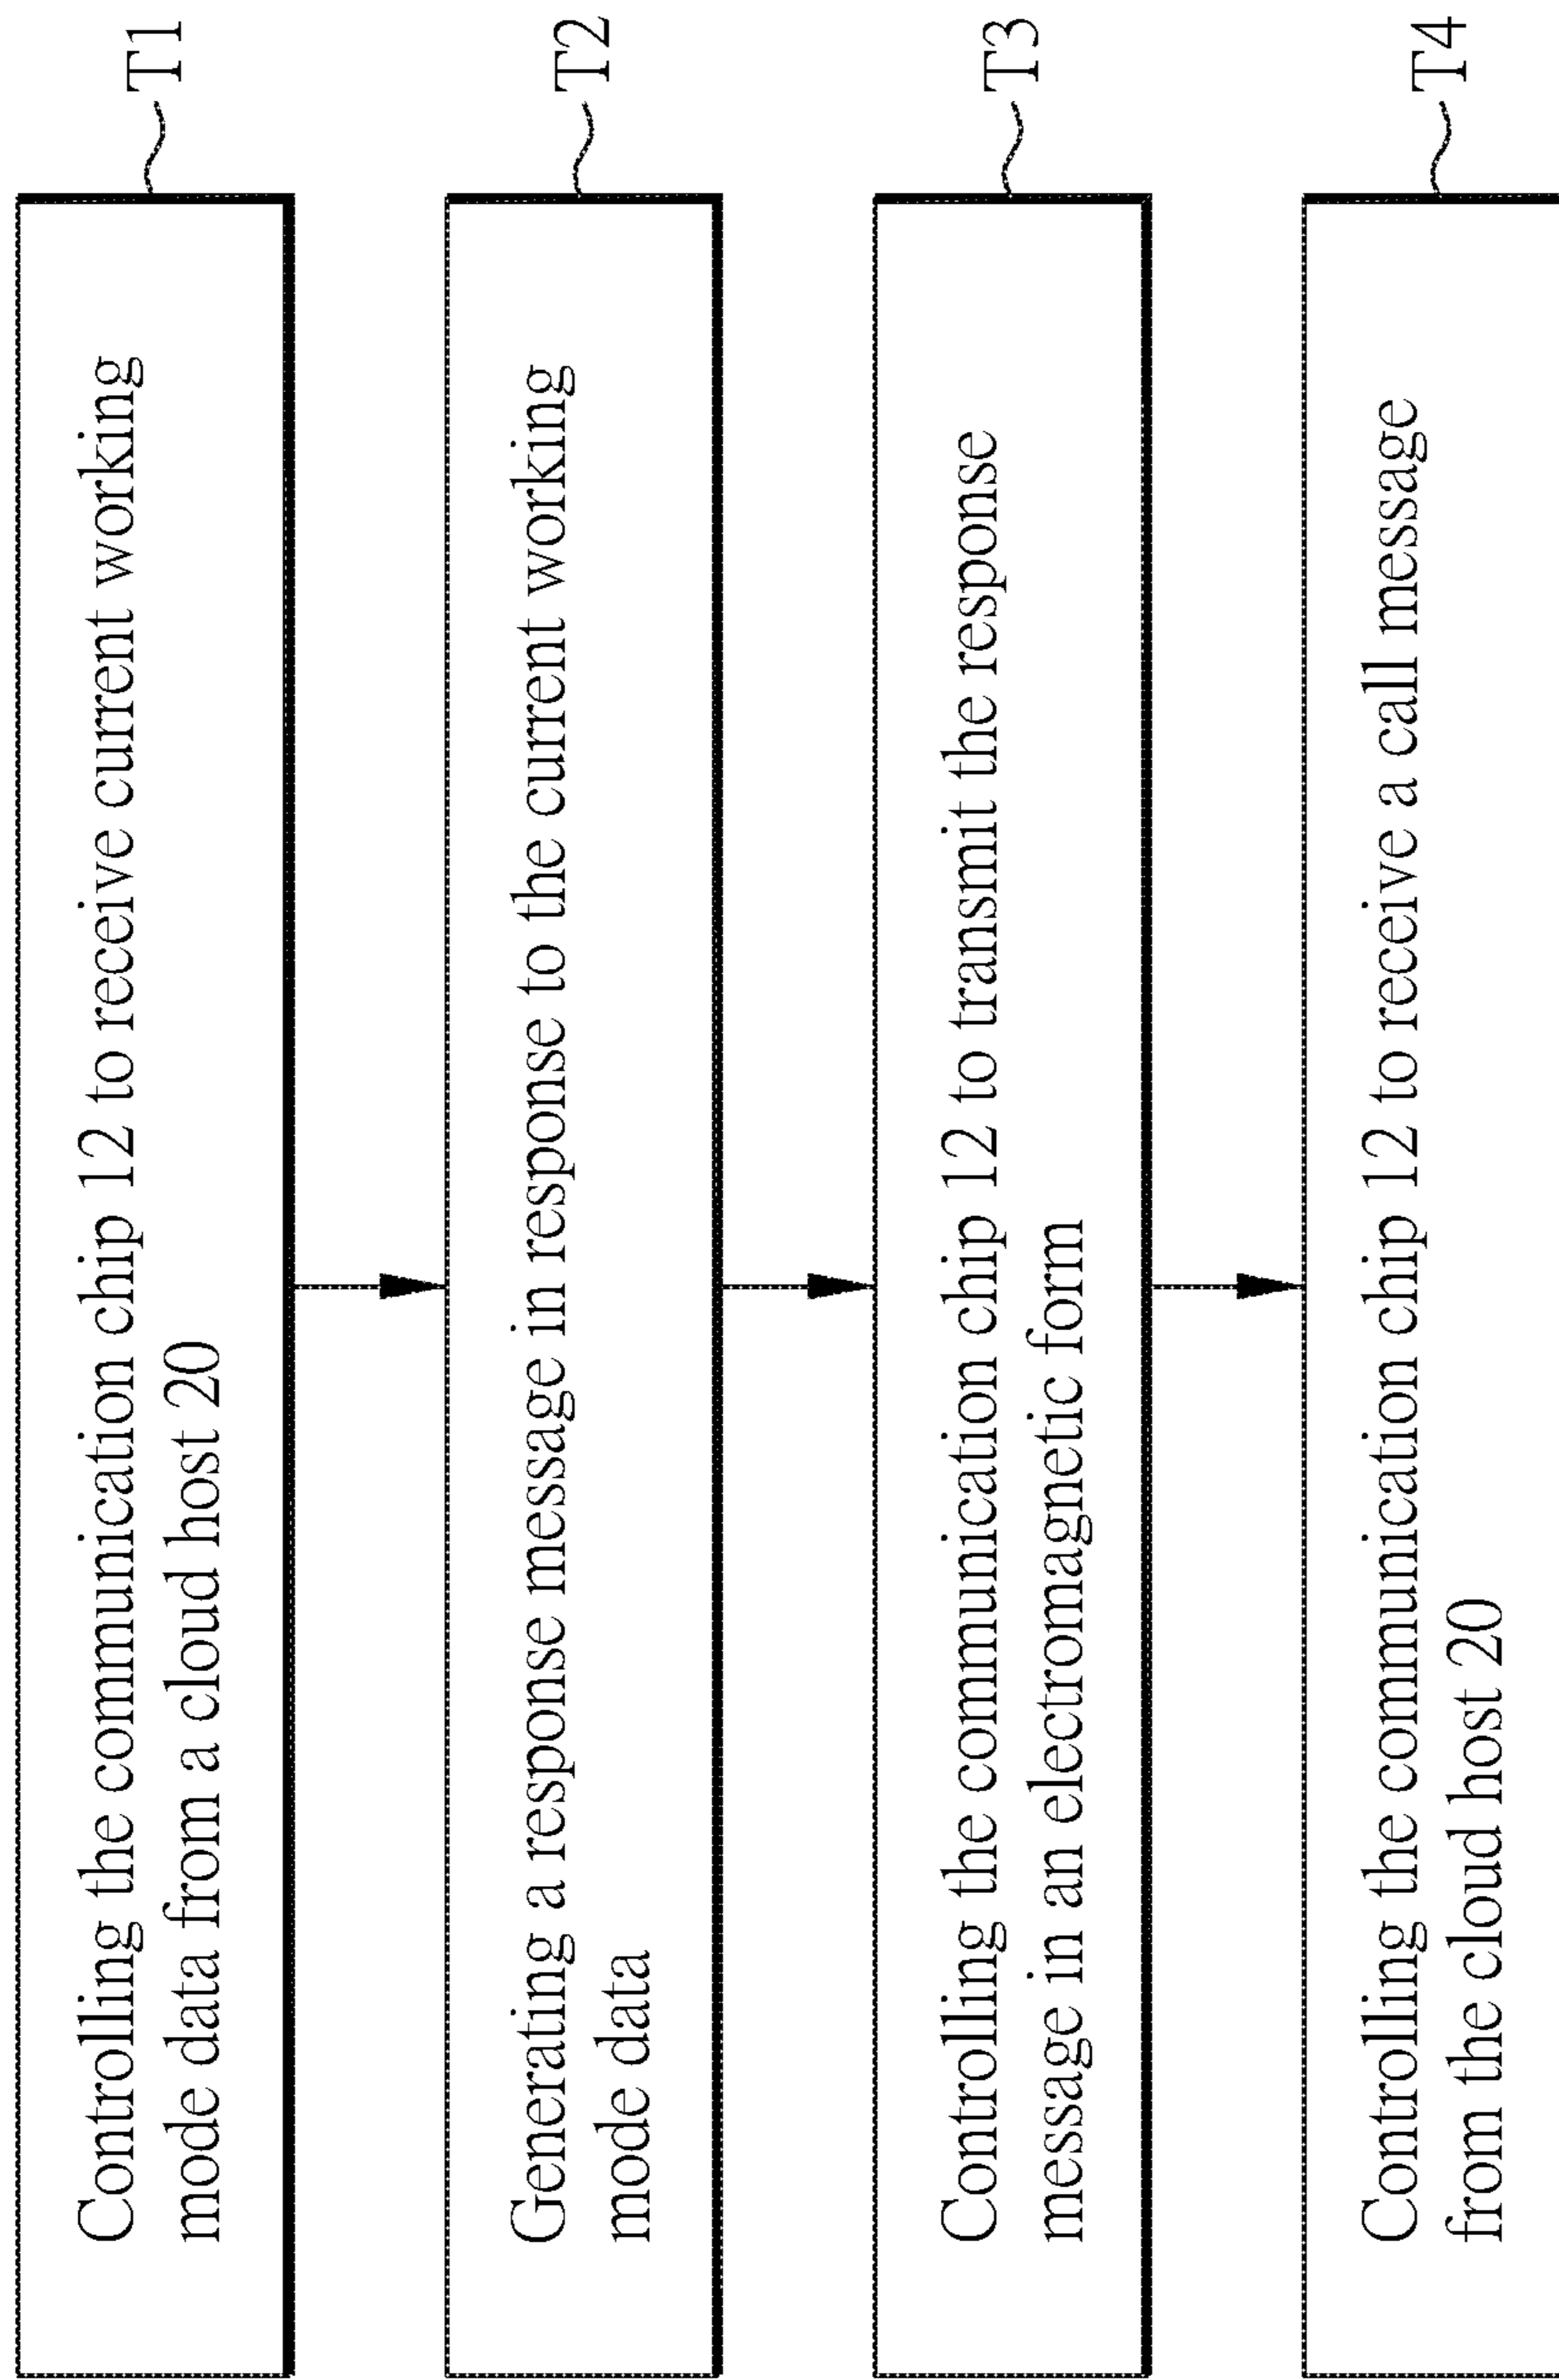 Controlling the communication chip 12 to receive current working
mode data from a cloud host 20
T1
Generating a response message in response to the current working
mode data
T2
Controlling the communication chip 12 to transmit the response
message in an electromagnetic form
T3
Controlling the communication chip 12 to receive a call message
from the cloud host 20
T4